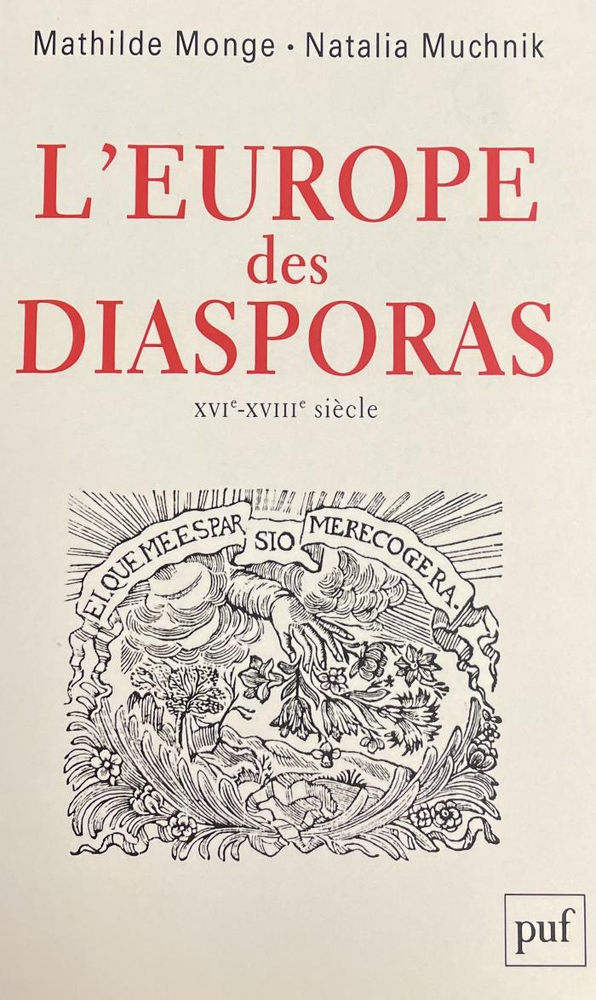 Mathilde Monge • Natalia Muchnik
L'EUROPE
des
DIASPORAS
XVIe-XVIIIe siècle
EL QUE ME ESPAR SIO ME RECOGERA.
puf